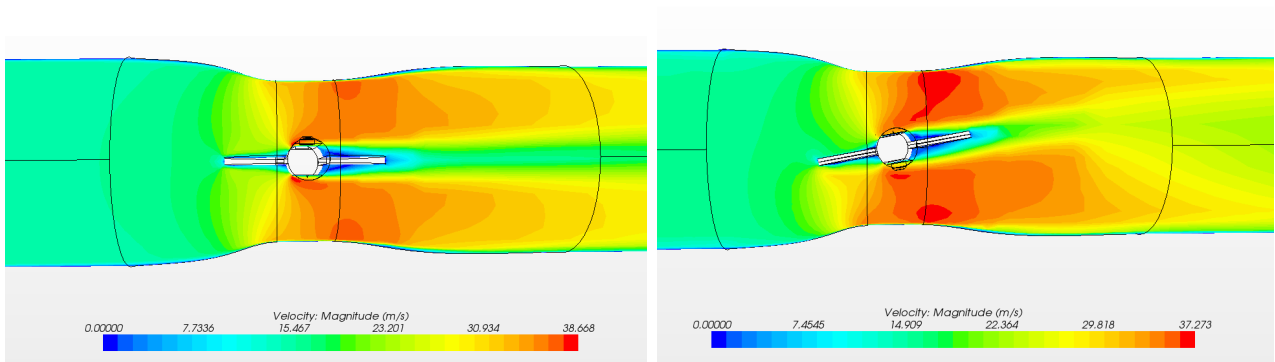 Velocity: Magnitude (m/s)
0.00000 7.7336 15.467 23.201 30.934 38.668
Velocity: Magnitude (m/s)
0.00000 7.4545 14.909 22.364 29.818 37.273